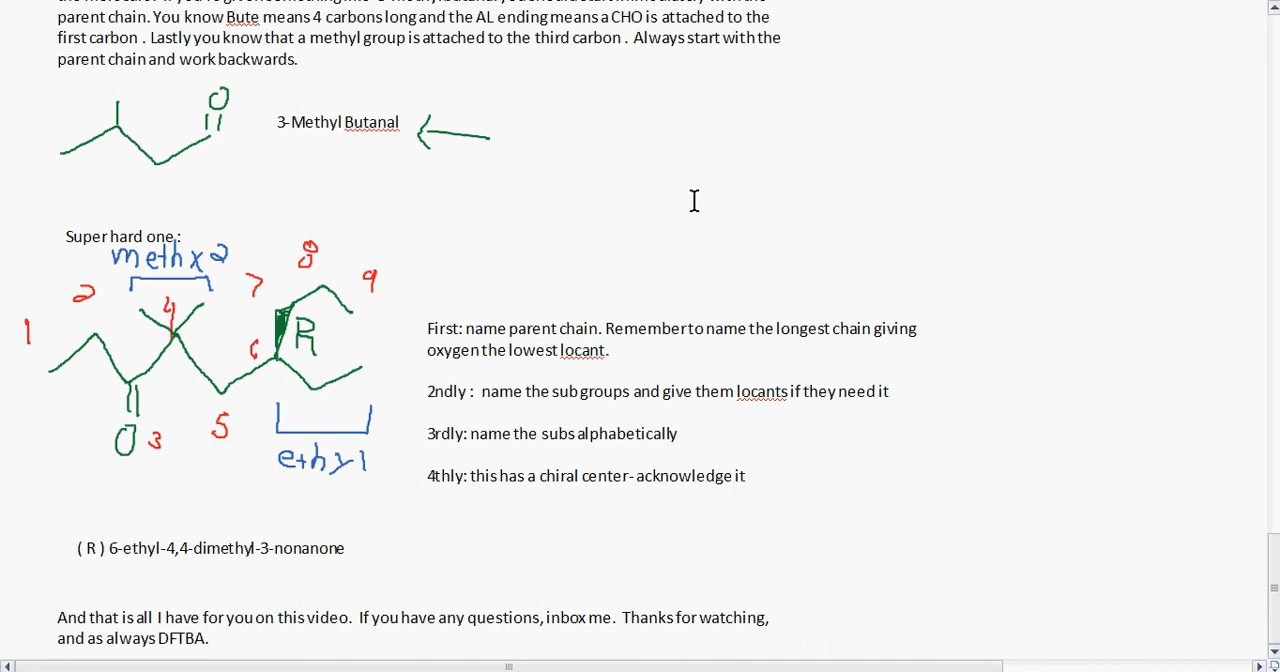 parent chain. You know Bute means 4 carbons long and the AL ending means a CHO is attached to the
first carbon . Lastly you know that a methyl group is attached to the third carbon . Always start with the
parent chain and work backwards.
O
3-Methyl Butanal
Super hard one :
methx2
8
2
7
9
4
1
R
6
First: name parent chain. Remember to name the longest chain giving
oxygen the lowest locant.
2ndly : name the sub groups and give them locants if they need it
5
O 3
3rdly: name the subs alphabetically
ethyl
4thly: this has a chiral center- acknowledge it
( R ) 6-ethyl-4,4-dimethyl-3-nonanone
And that is all I have for you on this video. If you have any questions, inbox me. Thanks for watching,
and as always DFTBA.